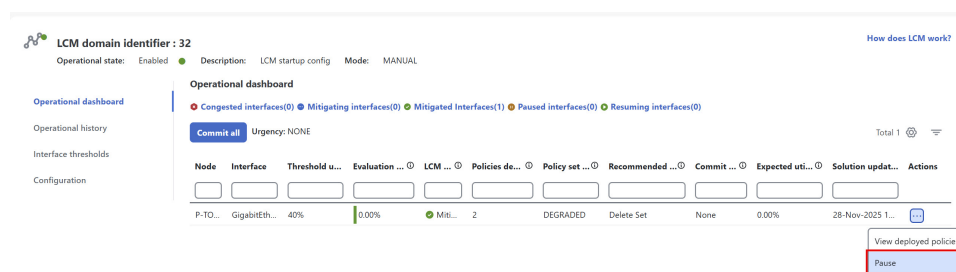 LCM domain identifier : 32
How does LCM work?
Operational state: Enabled Description: LCM startup config Mode: MANUAL
Operational dashboard
Operational dashboard
Congested interfaces(0) Mitigating interfaces(0) Mitigated Interfaces(1) Paused interfaces(0) Resuming interfaces(0)
Operational history
Commit all Urgency: NONE Total 1
Interface thresholds
Node Interface Threshold u... Evaluation ... LCM ... Policies de... Policy set ... Recommended ... Commit ... Expected uti... Solution updat... Actions
Configuration
P-TO... GigabitEth... 40% 0.00% Miti... 2 DEGRADED Delete Set None 0.00% 28-Nov-2025 1... ...
View deployed policie
Pause